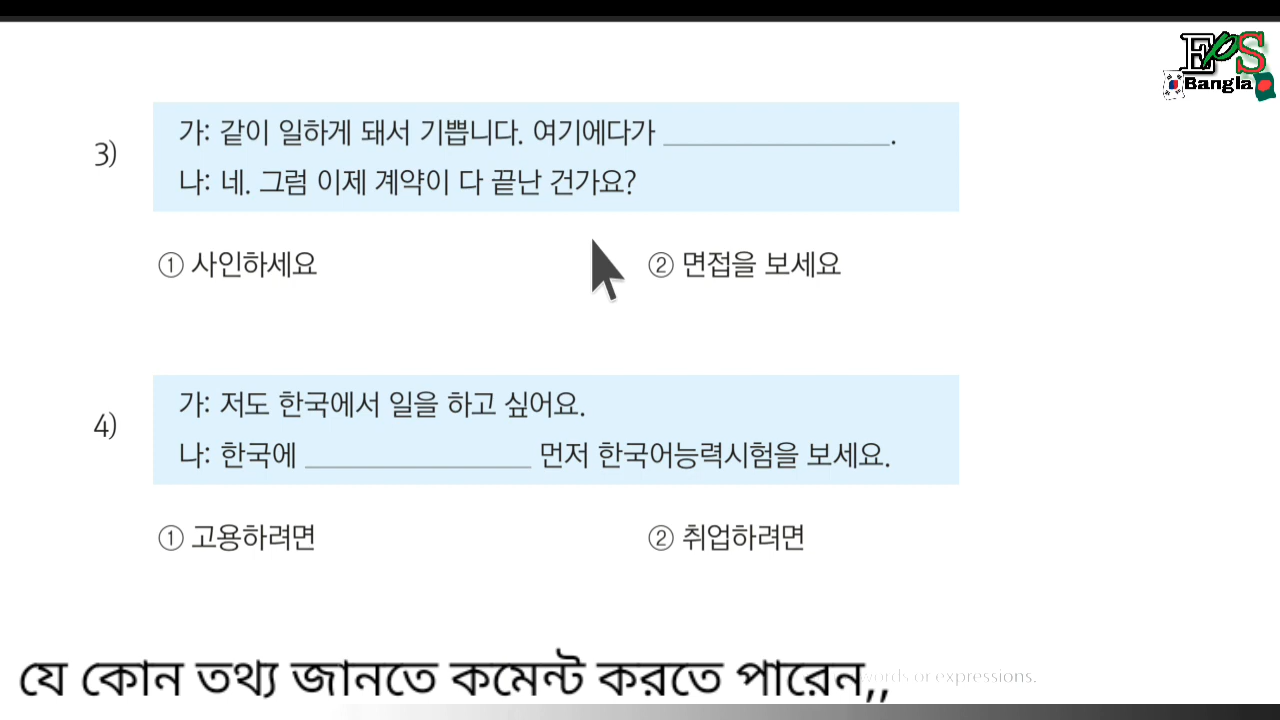 EPS
Bangla
3)
가: 같이 일하게 돼서 기쁩니다. 여기에다가 ________________.
나: 네. 그럼 이제 계약이 다 끝난 건가요?
① 사인하세요 ② 면접을 보세요
4)
가: 저도 한국에서 일을 하고 싶어요.
나: 한국에 ________________ 먼저 한국어능력시험을 보세요.
① 고용하려면 ② 취업하려면
যে কোন তথ্য জানতে কমেন্ট করতে পারেন,,
words or expressions.